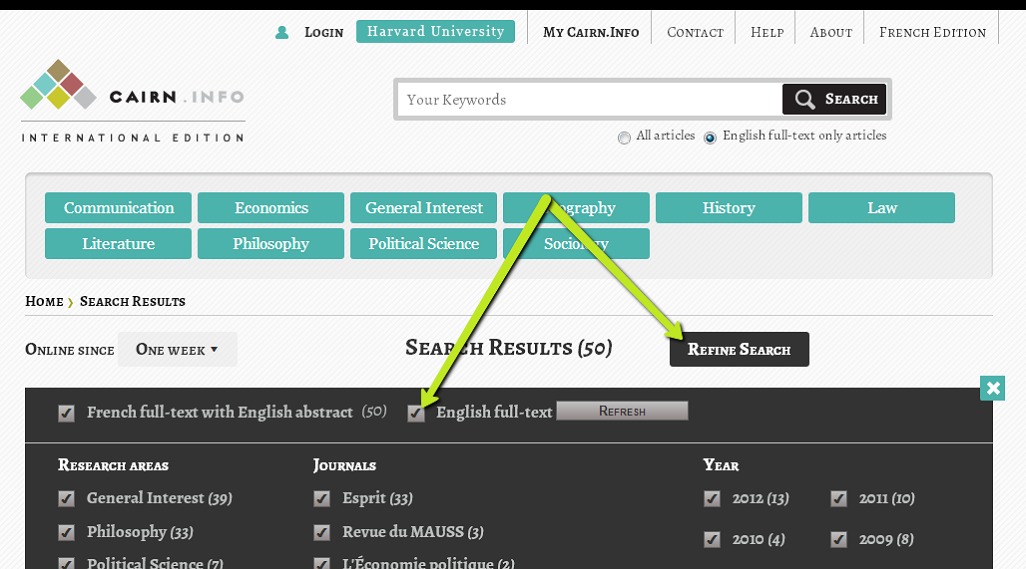 Login Harvard University My Cairn.Info Contact Help About French Edition
CAIRN.INFO
INTERNATIONAL EDITION
Your Keywords Search
All articles English full-text only articles
Communication Economics General Interest History Law
Literature Philosophy Political Science
Home › Search Results
Online since One week ▾ Search Results (50) Refine Search
French full-text with English abstract (50) English full-text Refresh
Research areas Journals Year
General Interest (39) Esprit (33) 2012 (13) 2011 (10)
Philosophy (33) Revue du MAUSS (3) 2010 (4) 2009 (8)
Political Science (7) L'Économie politique (2)